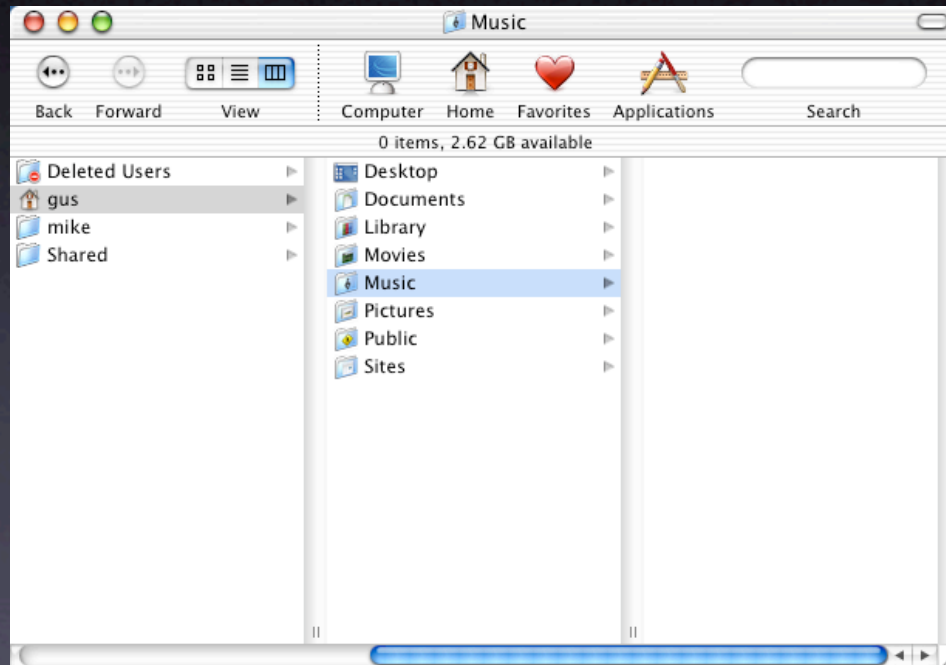 Music
Back Forward View Computer Home Favorites Applications Search
0 items, 2.62 GB available
Deleted Users
gus
mike
Shared
Desktop
Documents
Library
Movies
Music
Pictures
Public
Sites